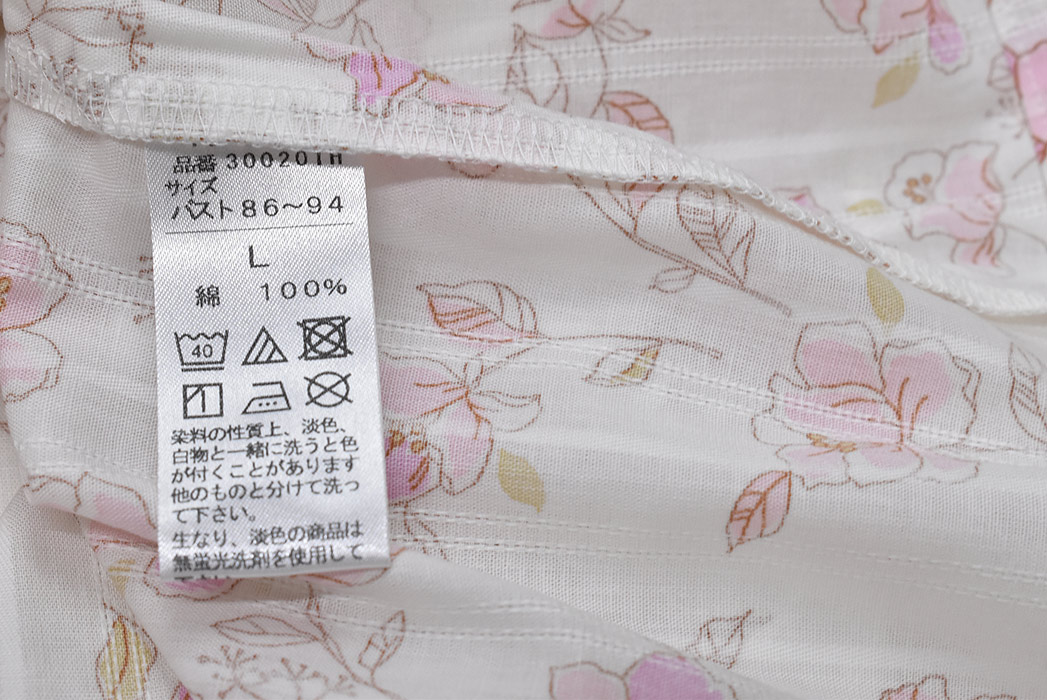 品番 300201H
サイズ
バスト86～94
L
綿 100%
40
染料の性質上、淡色、
白物と一緒に洗うと色
が付くことがあります
他のものと分けて洗っ
て下さい。
生なり、淡色の商品は
無蛍光洗剤を使用して